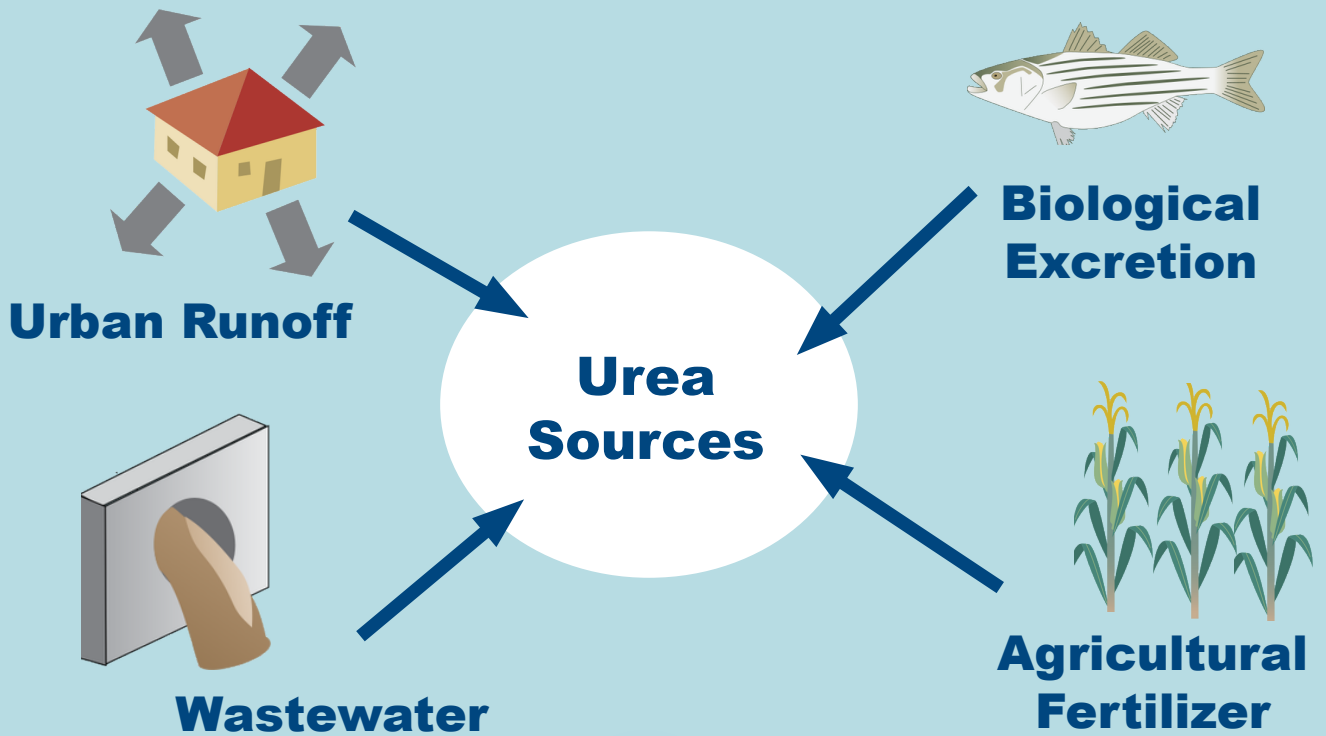 Biological
Excretion
Urban Runoff
Urea
Sources
Agricultural
Fertilizer
Wastewater